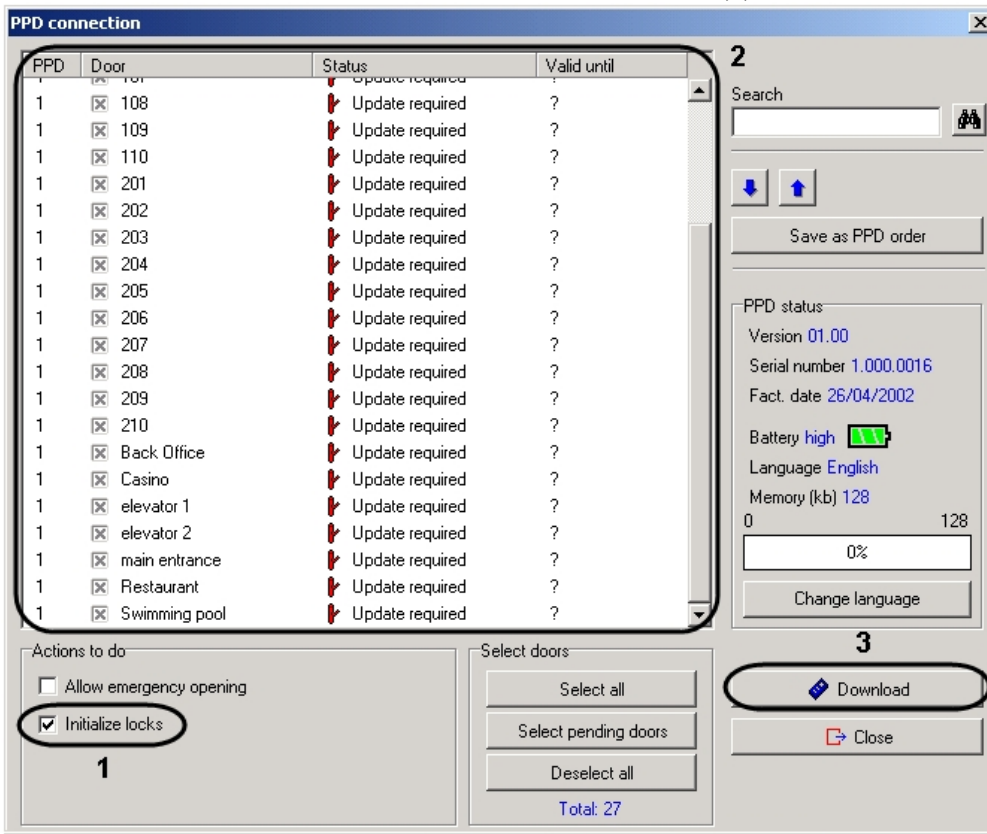 PPD connection
PPD Door Status Valid until
1 108 Update required ?
1 109 Update required ?
1 110 Update required ?
1 201 Update required ?
1 202 Update required ?
1 203 Update required ?
1 204 Update required ?
1 205 Update required ?
1 206 Update required ?
1 207 Update required ?
1 208 Update required ?
1 209 Update required ?
1 210 Update required ?
1 Back Office Update required ?
1 Casino Update required ?
1 elevator 1 Update required ?
1 elevator 2 Update required ?
1 main entrance Update required ?
1 Restaurant Update required ?
1 Swimming pool Update required ?
2
Search
Save as PPD order
PPD status
Version 01.00
Serial number 1.000.0016
Fact. date 26/04/2002
Battery high
Language English
Memory (kb) 128
0 128
0%
Change language
Actions to do
Allow emergency opening
Initialize locks
1
Select doors
Select all
Select pending doors
Deselect all
Total: 27
3
Download
Close